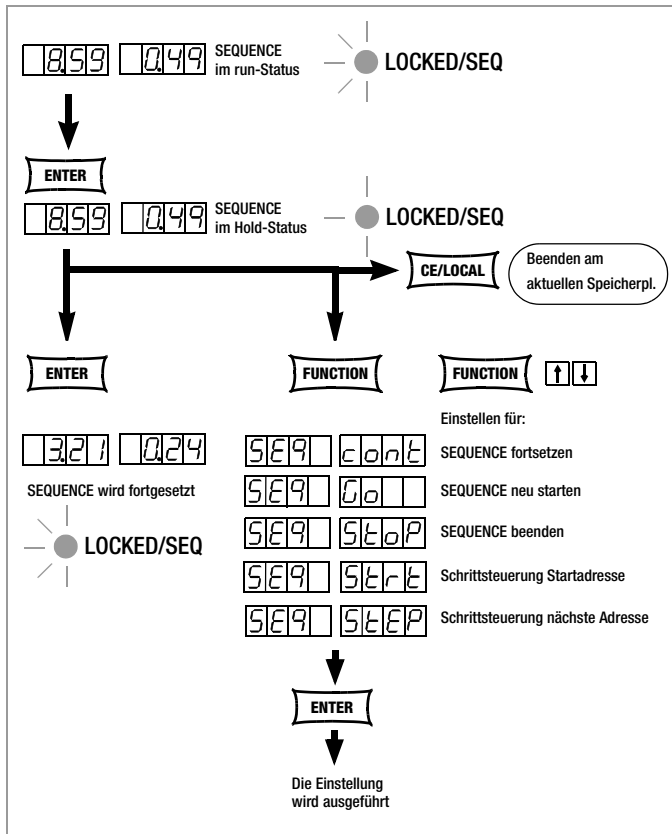 8.59 0.49 SEQUENCE
im run-Status
LOCKED/SEQ
ENTER
8.59 0.49 SEQUENCE
im Hold-Status
LOCKED/SEQ
CE/LOCAL
Beenden am
aktuellen Speicherpl.
ENTER
FUNCTION
FUNCTION ↑ ↓
Einstellen für:
3.21 0.24
SEQUENCE wird fortgesetzt
LOCKED/SEQ
SEq cont SEQUENCE fortsetzen
SEq Go SEQUENCE neu starten
SEq StoP SEQUENCE beenden
SEq Strt Schrittsteuerung Startadresse
SEq StEP Schrittsteuerung nächste Adresse
ENTER
Die Einstellung
wird ausgeführt